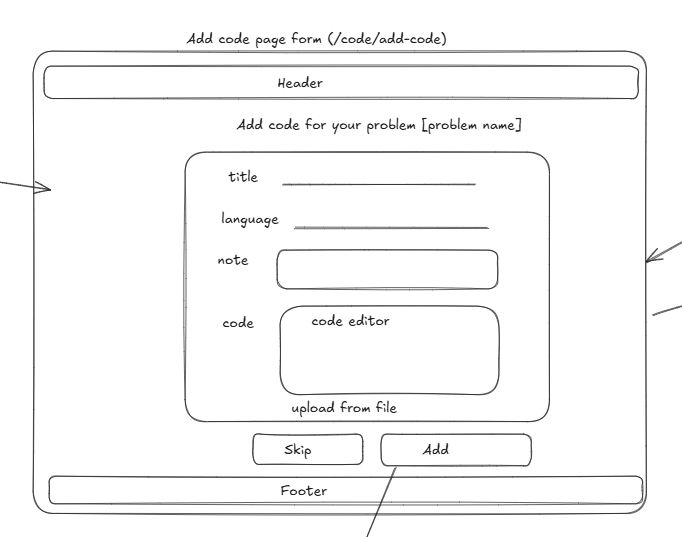 Add code page form (/code/add-code)
Header
Add code for your problem [problem name]
title
language
note
code
code editor
upload from file
Skip
Add
Footer